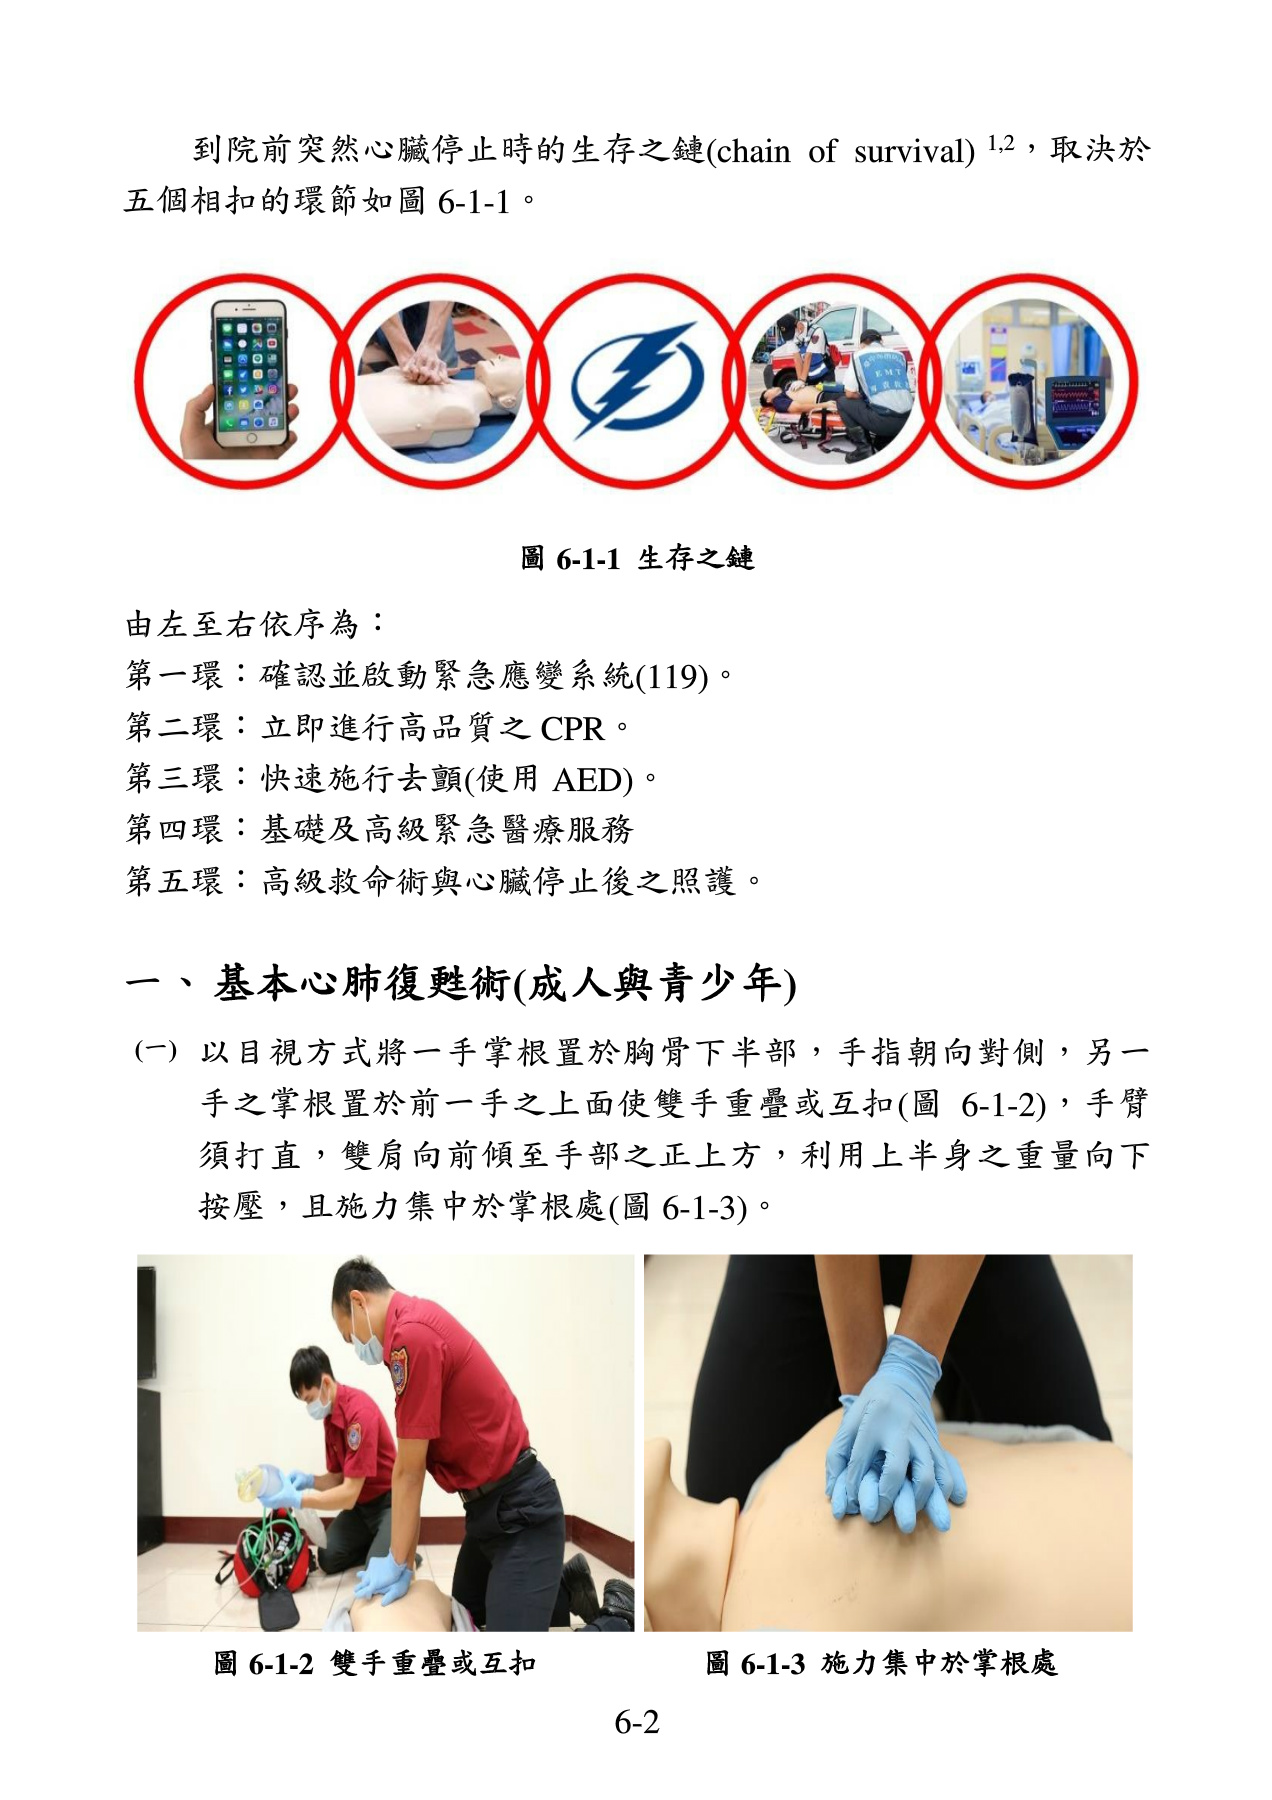 到院前突然心臟停止時的生存之鏈(chain of survival) 1,2，取決於
五個相扣的環節如圖 6-1-1。
EMT
圖 6-1-1 生存之鏈
由左至右依序為：
第一環：確認並啟動緊急應變系統(119)。
第二環：立即進行高品質之 CPR。
第三環：快速施行去顫(使用 AED)。
第四環：基礎及高級緊急醫療服務
第五環：高級救命術與心臟停止後之照護。
一、基本心肺復甦術(成人與青少年)
(一) 以目視方式將一手掌根置於胸骨下半部，手指朝向對側，另一
手之掌根置於前一手之上面使雙手重疊或互扣(圖 6-1-2)，手臂
須打直，雙肩向前傾至手部之正上方，利用上半身之重量向下
按壓，且施力集中於掌根處(圖 6-1-3)。
圖 6-1-2 雙手重疊或互扣
圖 6-1-3 施力集中於掌根處
6-2